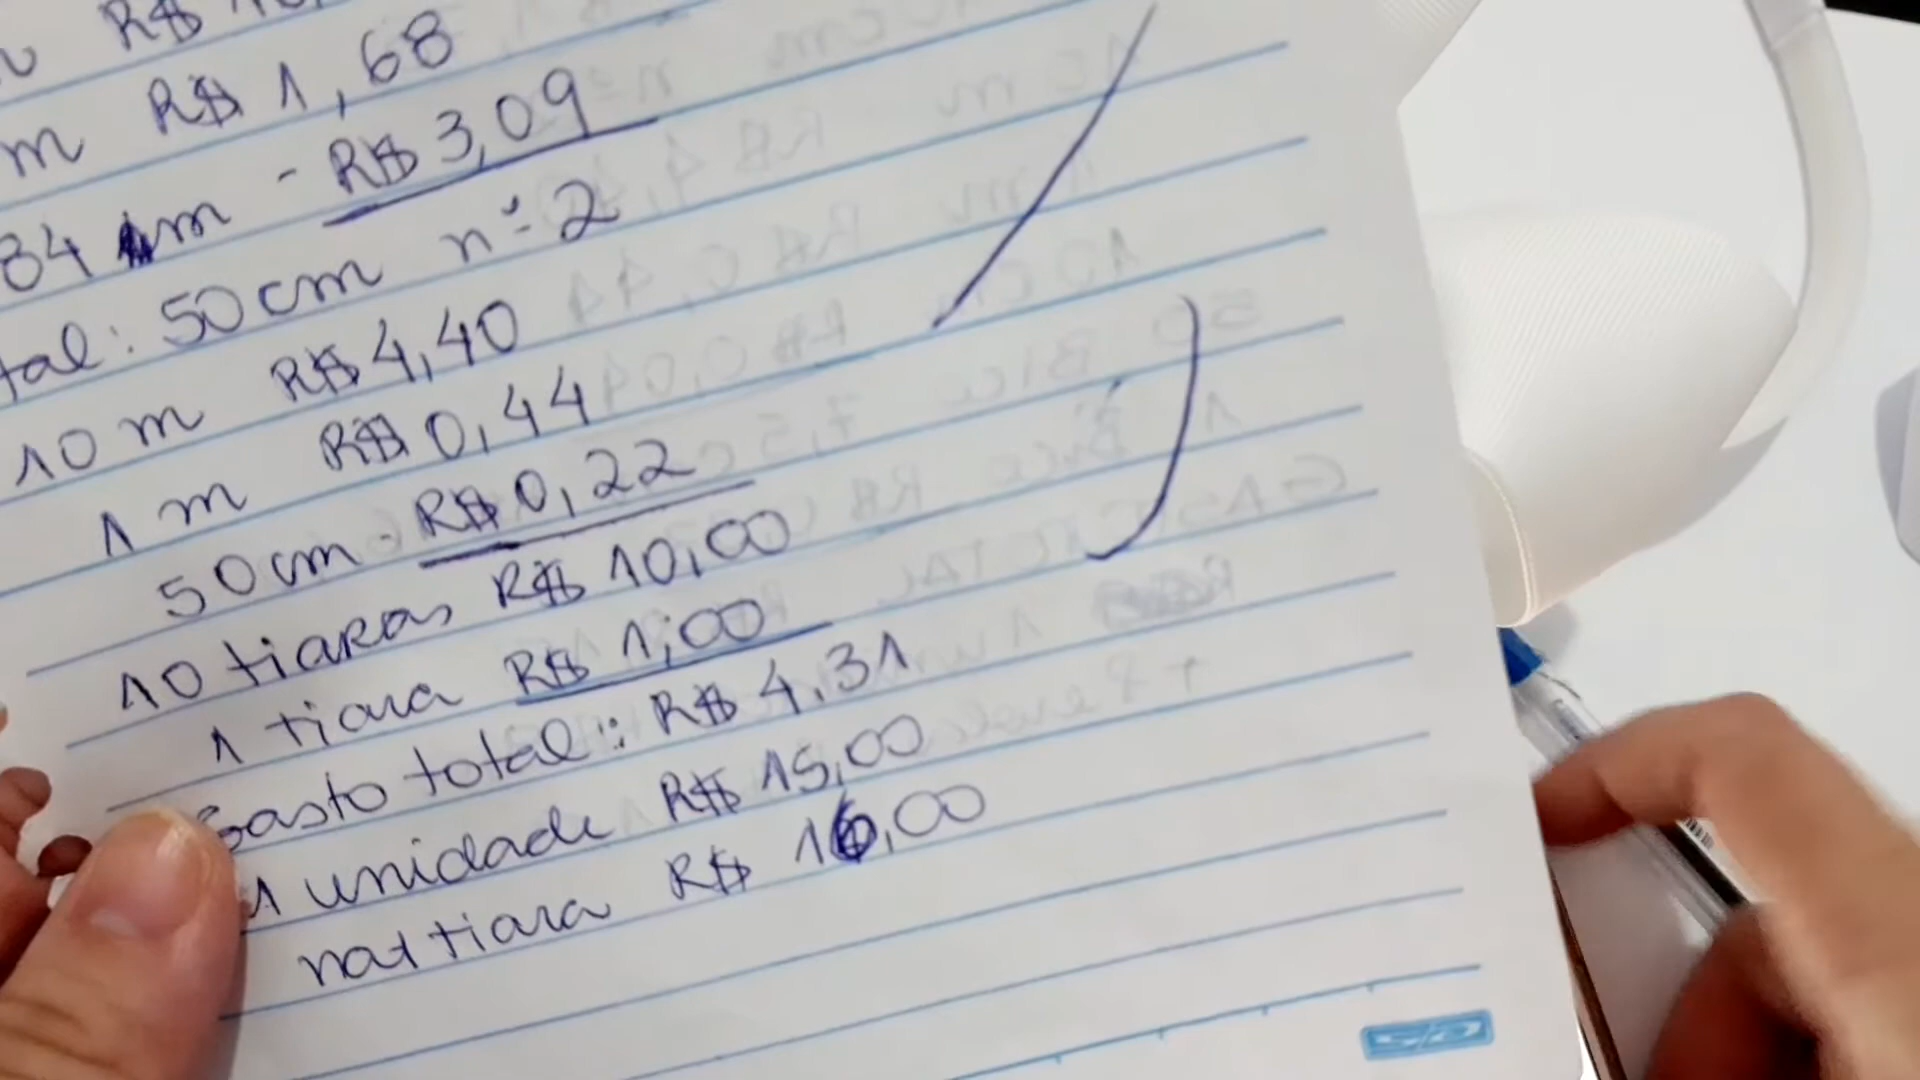 R$
m R$ 1,68
84 m - R$ 3,09
tal: 50 cm n° 2
10 m R$ 4,40
1 m R$ 0,44
50 cm - R$ 0,22
10 tiaras R$ 10,00
1 tiara R$ 1,00
Gasto total: R$ 4,31
1 unidade R$ 15,00
na tiara R$ 16,00